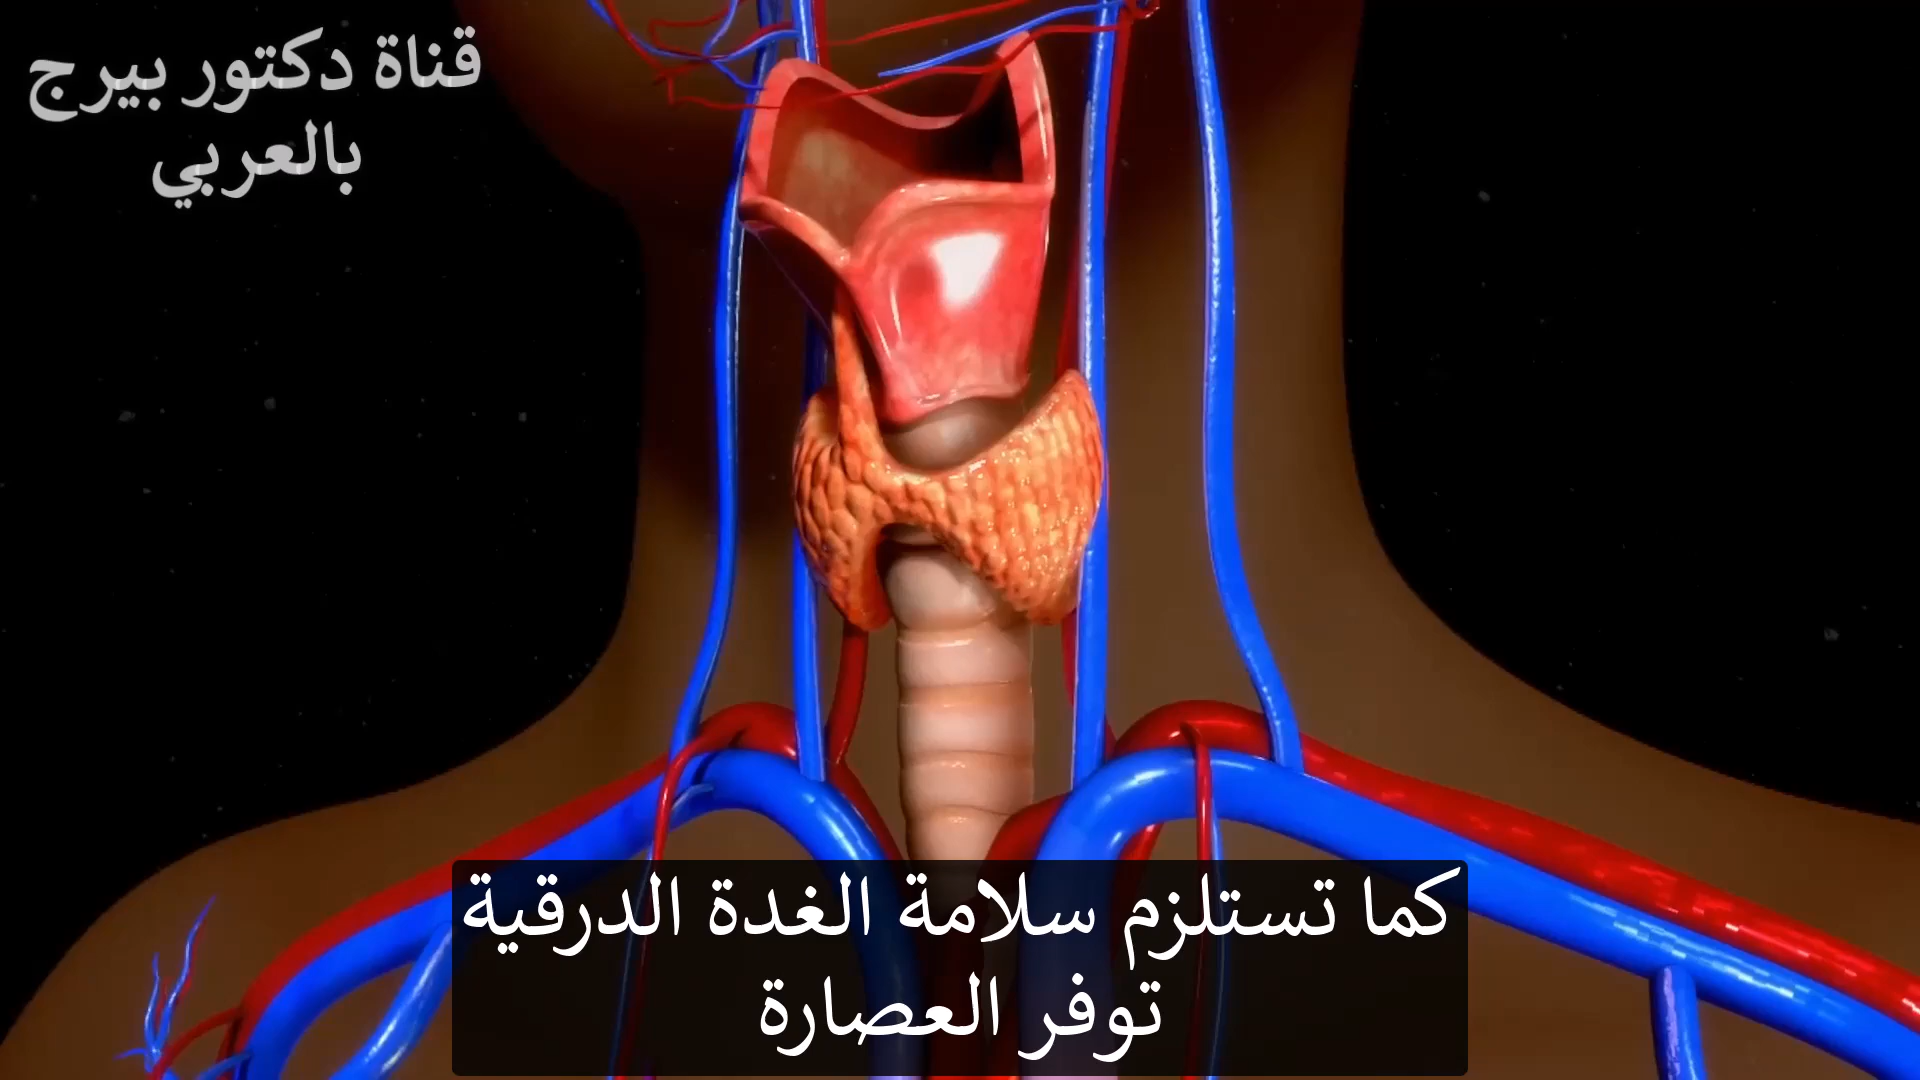 قناة دكتور بيرج
بالعربي
كما تستلزم سلامة الغدة الدرقية
توفر العصارة